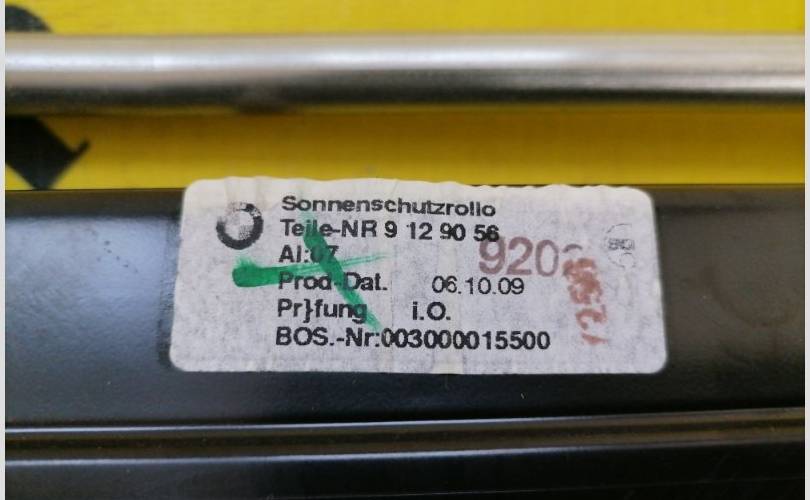 Sonnenschutzrollo
Teile-NR 9 12 90 56
AI:07
Prod-Dat. 06.10.09
Pr}fung i.O.
BOS.-Nr:003000015500